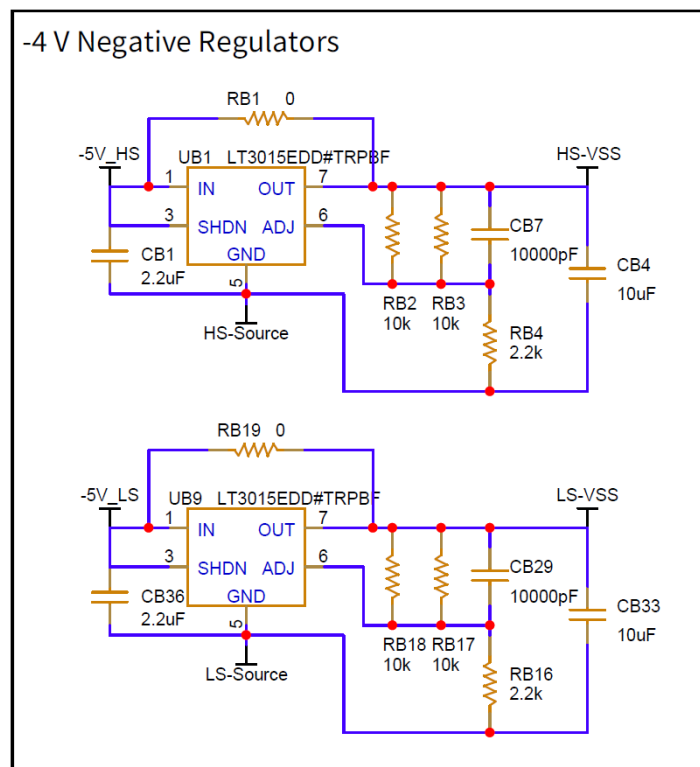 -4 V Negative Regulators
RB1 0
-5V_HS
UB1 LT3015EDD#TRPBF
HS-VSS
1 IN OUT 7
3 SHDN ADJ 6
GND
5
CB1
2.2uF
HS-Source
CB7
10000pF
CB4
10uF
RB2 RB3
10k 10k
RB4
2.2k
RB19 0
-5V_LS
UB9 LT3015EDD#TRPBF
LS-VSS
1 IN OUT 7
3 SHDN ADJ 6
GND
5
CB36
2.2uF
LS-Source
CB29
10000pF
CB33
10uF
RB18 RB17
10k 10k
RB16
2.2k